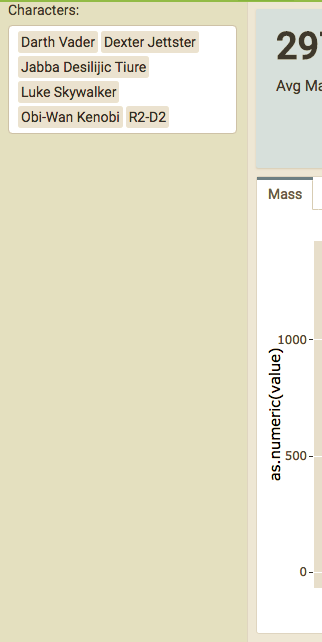 Characters:
Darth Vader Dexter Jettster
Jabba Desilijic Tiure
Luke Skywalker
Obi-Wan Kenobi R2-D2
29
Avg Ma
Mass
as.numeric(value)
1000
500
0